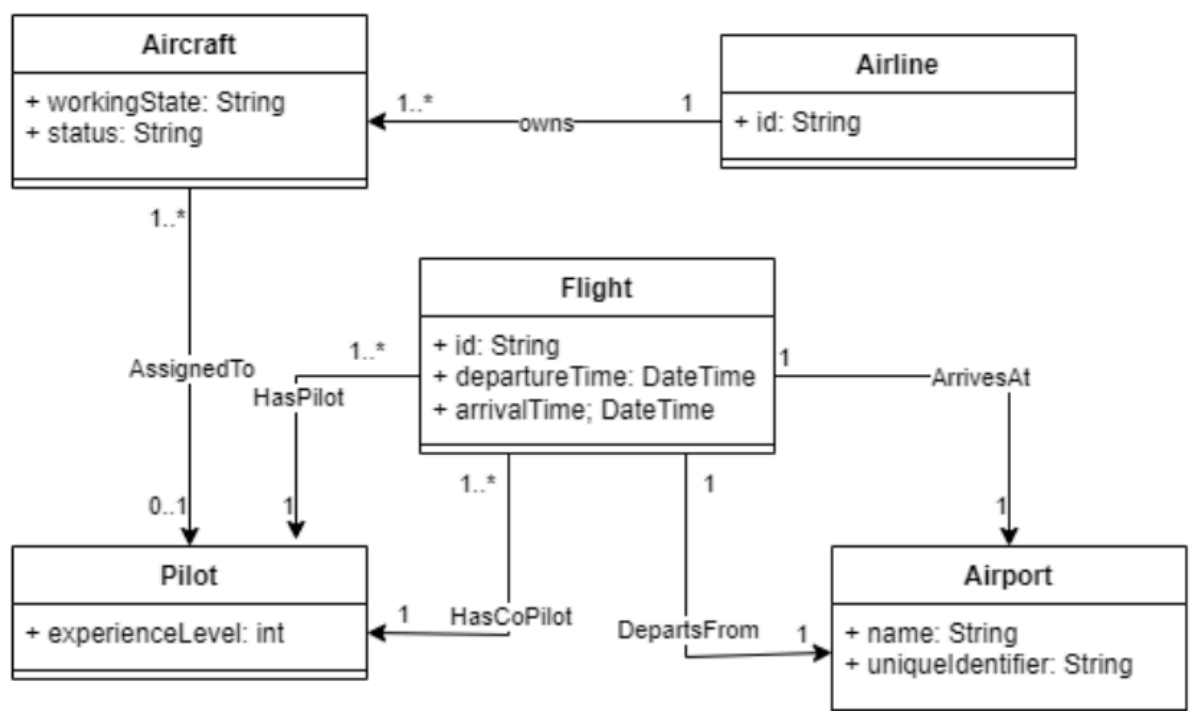 Aircraft
+ workingState: String
+ status: String
1..*
1
owns
Airline
+ id: String
1..*
AssignedTo
0..1
Flight
+ id: String
+ departureTime: DateTime
+ arrivalTime; DateTime
1..*
HasPilot
1
1
ArrivesAt
1
1..*
HasCoPilot
1
1
DepartsFrom
1
Pilot
+ experienceLevel: int
Airport
+ name: String
+ uniqueIdentifier: String